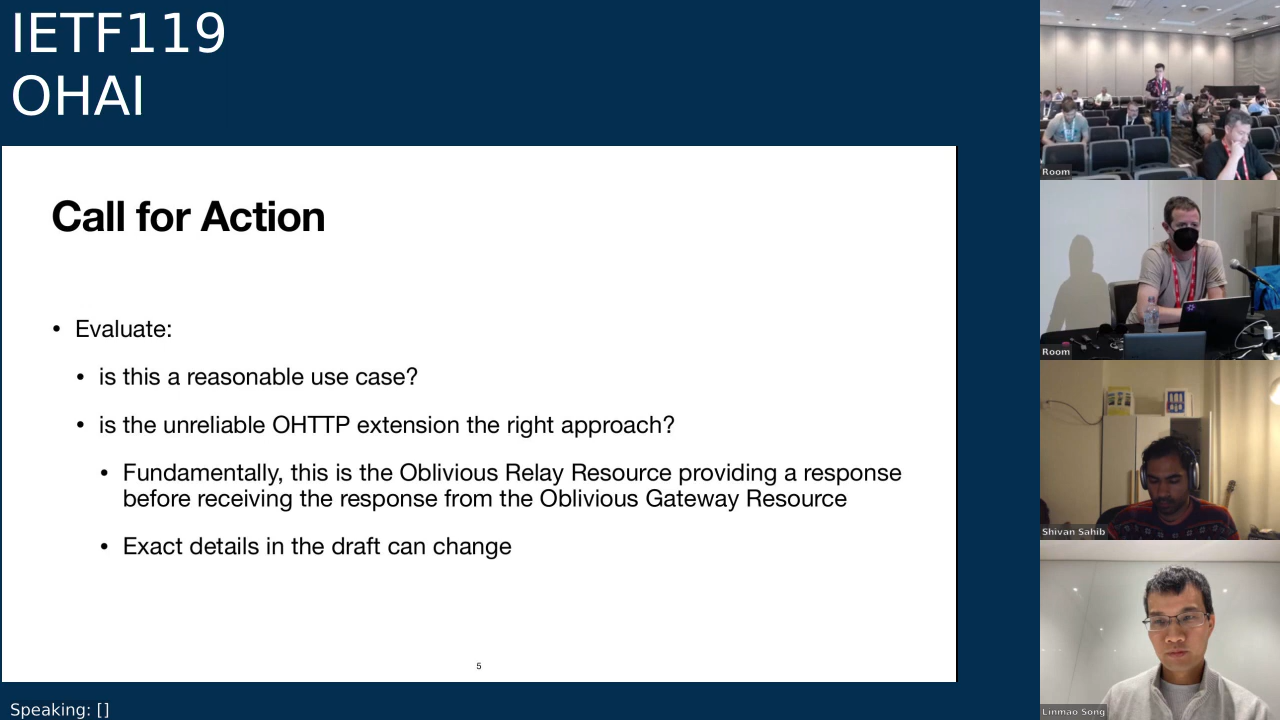 IETF119
OHAI
Call for Action
• Evaluate:
• is this a reasonable use case?
• is the unreliable OHTTP extension the right approach?
• Fundamentally, this is the Oblivious Relay Resource providing a response
before receiving the response from the Oblivious Gateway Resource
• Exact details in the draft can change
5
Speaking: []
Room
Room
Shivan Sahib
Linmao Song